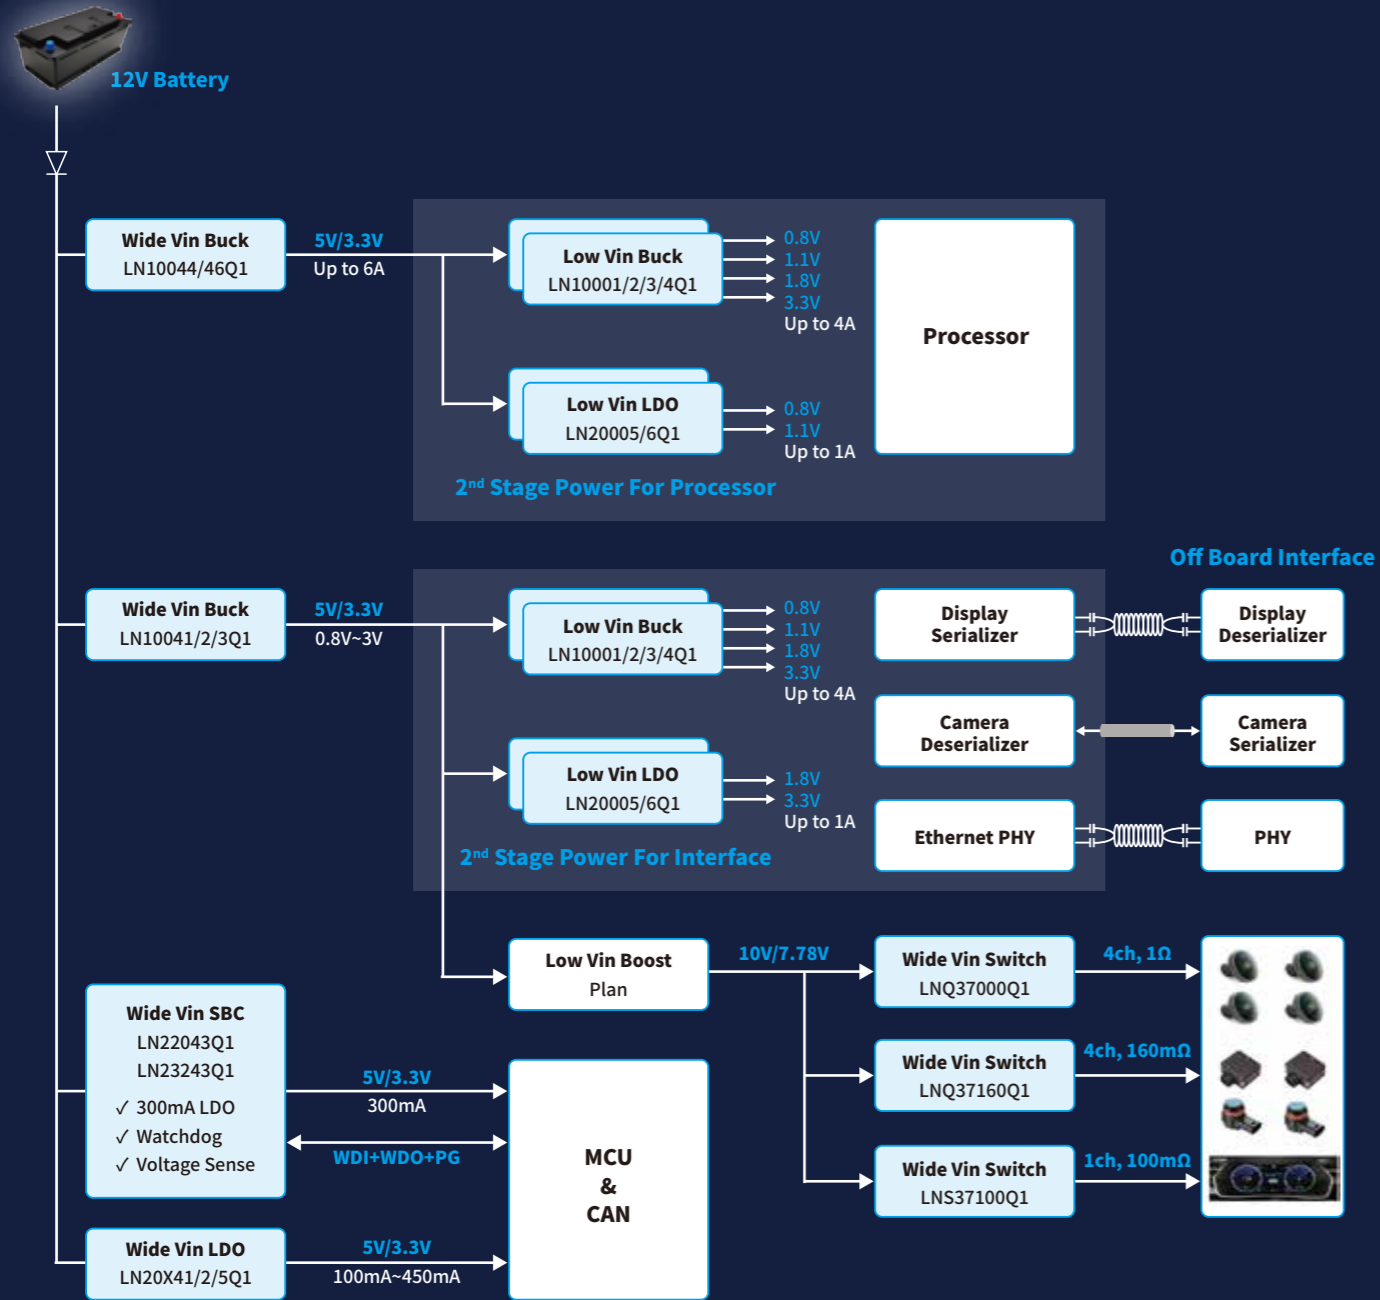 12V Battery
Wide Vin Buck
LN10044/46Q1
5V/3.3V
Up to 6A
Low Vin Buck
LN10001/2/3/4Q1
0.8V
1.1V
1.8V
3.3V
Up to 4A
Processor
Low Vin LDO
LN20005/6Q1
0.8V
1.1V
Up to 1A
2nd Stage Power For Processor
Off Board Interface
Wide Vin Buck
LN10041/2/3Q1
5V/3.3V
0.8V~3V
Low Vin Buck
LN10001/2/3/4Q1
0.8V
1.1V
1.8V
3.3V
Up to 4A
Display
Serializer
Display
Deserializer
Camera
Deserializer
Camera
Serializer
Low Vin LDO
LN20005/6Q1
1.8V
3.3V
Up to 1A
Ethernet PHY
PHY
2nd Stage Power For Interface
Low Vin Boost
Plan
10V/7.78V
Wide Vin Switch
LNQ37000Q1
4ch, 1Ω
Wide Vin Switch
LNQ37160Q1
4ch, 160mΩ
Wide Vin Switch
LNS37100Q1
1ch, 100mΩ
Wide Vin SBC
LN22043Q1
LN23243Q1
✓ 300mA LDO
✓ Watchdog
✓ Voltage Sense
5V/3.3V
300mA
WDI+WDO+PG
MCU
&
CAN
Wide Vin LDO
LN20X41/2/5Q1
5V/3.3V
100mA~450mA